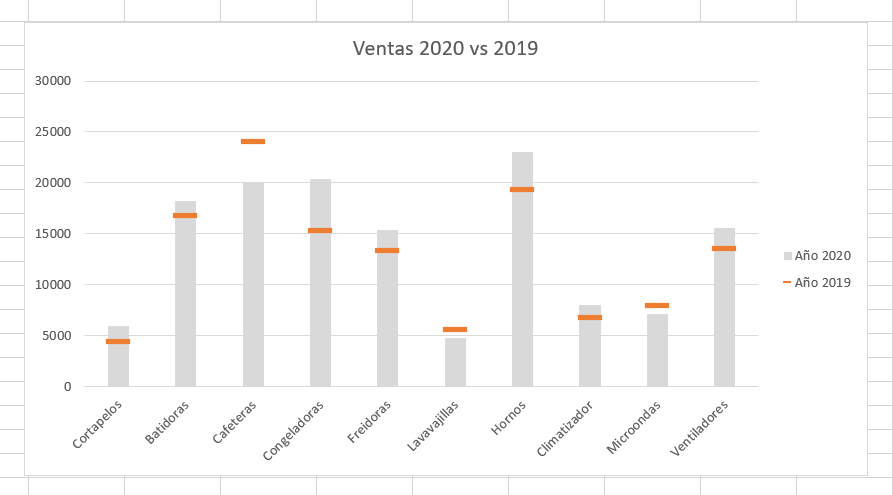 Ventas 2020 vs 2019
30000
25000
20000
15000
10000
5000
0
Cortapelos
Batidoras
Cafeteras
Congeladoras
Freidoras
Lavavajillas
Hornos
Climatizador
Microondas
Ventiladores
Año 2020
Año 2019